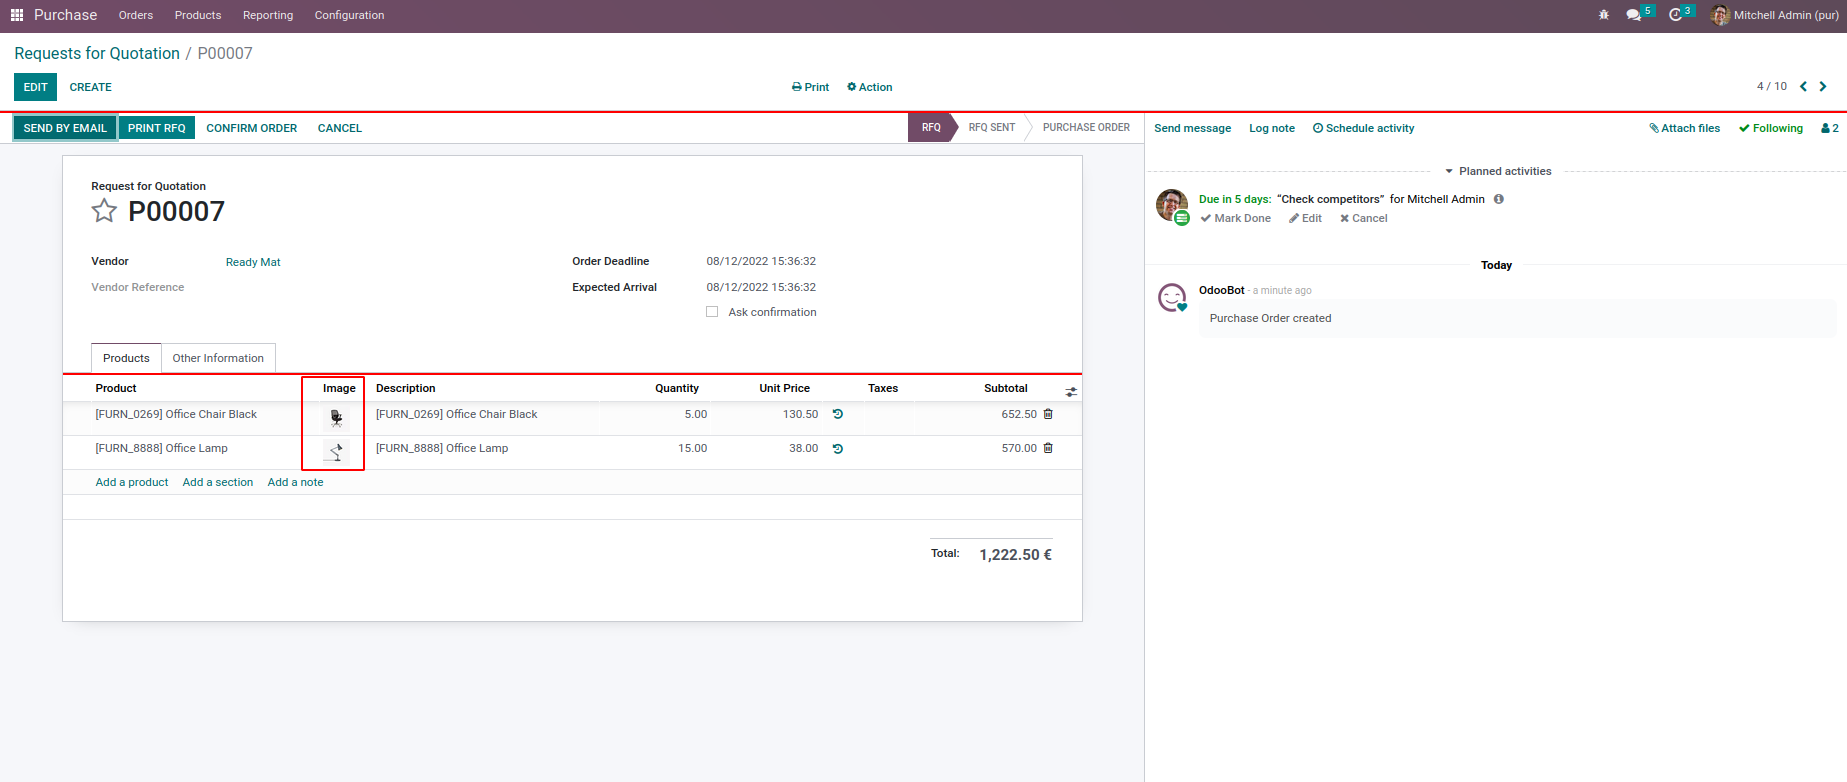 Purchase Orders Products Reporting Configuration 5 3 Mitchell Admin (pur)
Requests for Quotation / P00007
EDIT CREATE Print Action 4 / 10
SEND BY EMAIL PRINT RFQ CONFIRM ORDER CANCEL RFQ RFQ SENT PURCHASE ORDER
Send message Log note Schedule activity Attach files Following 2
Request for Quotation
P00007
Vendor Ready Mat Order Deadline 08/12/2022 15:36:32
Vendor Reference Expected Arrival 08/12/2022 15:36:32
Ask confirmation
Products Other Information
Product Image Description Quantity Unit Price Taxes Subtotal
[FURN_0269] Office Chair Black [FURN_0269] Office Chair Black 5.00 130.50 652.50
[FURN_8888] Office Lamp [FURN_8888] Office Lamp 15.00 38.00 570.00
Add a product Add a section Add a note
Total: 1,222.50 €
Planned activities
Due in 5 days: “Check competitors” for Mitchell Admin
Mark Done Edit Cancel
Today
OdooBot - a minute ago
Purchase Order created